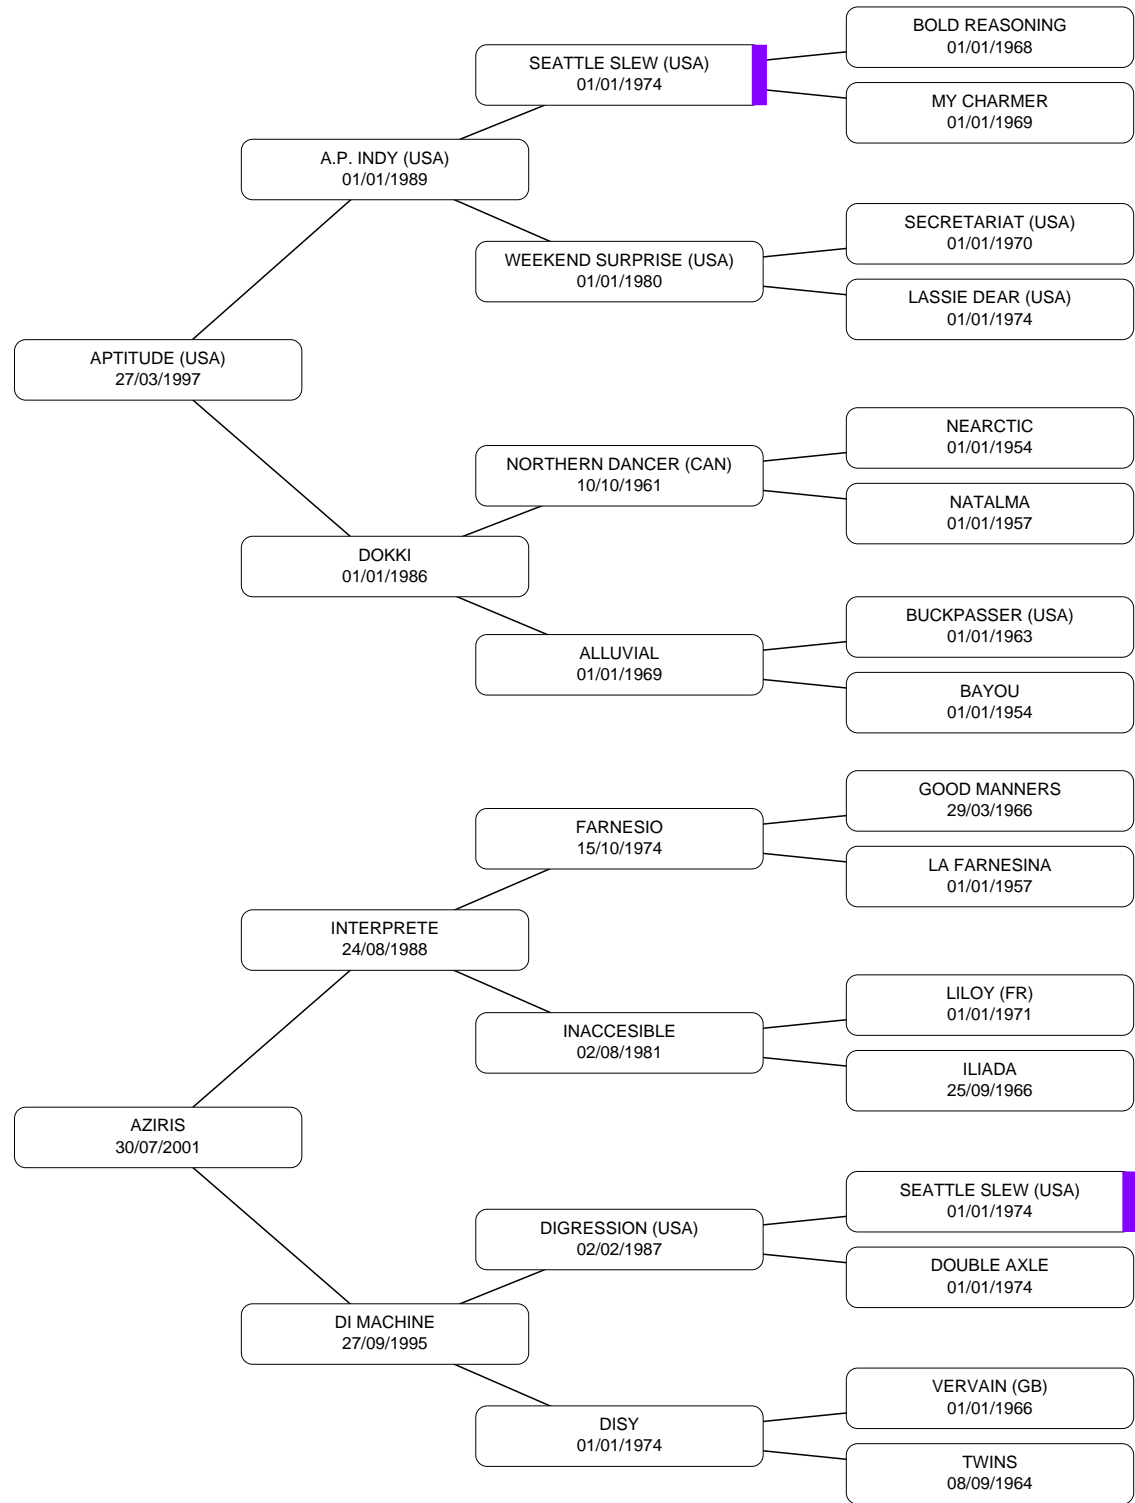 BOLD REASONING
01/01/1968
SEATTLE SLEW (USA)
01/01/1974
MY CHARMER
01/01/1969
A.P. INDY (USA)
01/01/1989
SECRETARIAT (USA)
01/01/1970
WEEKEND SURPRISE (USA)
01/01/1980
LASSIE DEAR (USA)
01/01/1974
APTITUDE (USA)
27/03/1997
NEARCTIC
01/01/1954
NORTHERN DANCER (CAN)
10/10/1961
NATALMA
01/01/1957
DOKKI
01/01/1986
BUCKPASSER (USA)
01/01/1963
ALLUVIAL
01/01/1969
BAYOU
01/01/1954
GOOD MANNERS
29/03/1966
FARNESIO
15/10/1974
LA FARNESINA
01/01/1957
INTERPRETE
24/08/1988
LILOY (FR)
01/01/1971
INACCESIBLE
02/08/1981
ILIADA
25/09/1966
AZIRIS
30/07/2001
SEATTLE SLEW (USA)
01/01/1974
DIGRESSION (USA)
02/02/1987
DOUBLE AXLE
01/01/1974
DI MACHINE
27/09/1995
VERVAIN (GB)
01/01/1966
DISY
01/01/1974
TWINS
08/09/1964